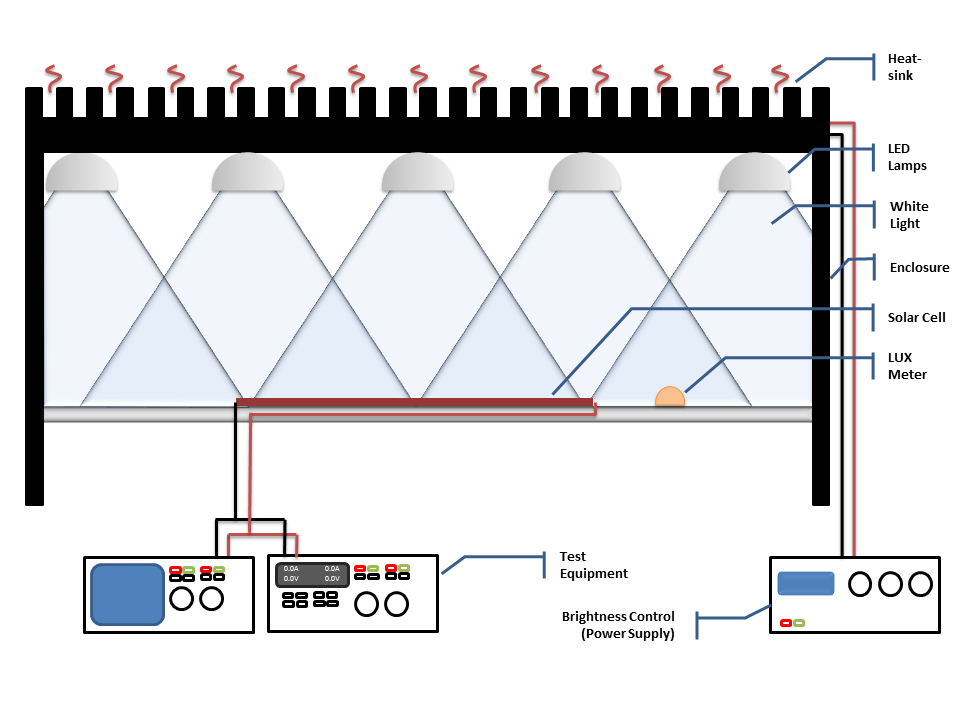 Heat-
sink
LED
Lamps
White
Light
Enclosure
Solar Cell
LUX
Meter
Test
Equipment
0.0A 0.0A
0.0V 0.0V
Brightness Control
(Power Supply)